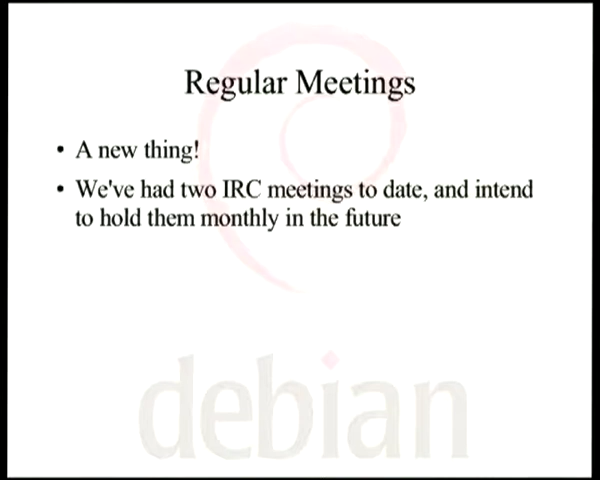 Regular Meetings
• A new thing!
• We've had two IRC meetings to date, and intend
to hold them monthly in the future
debian